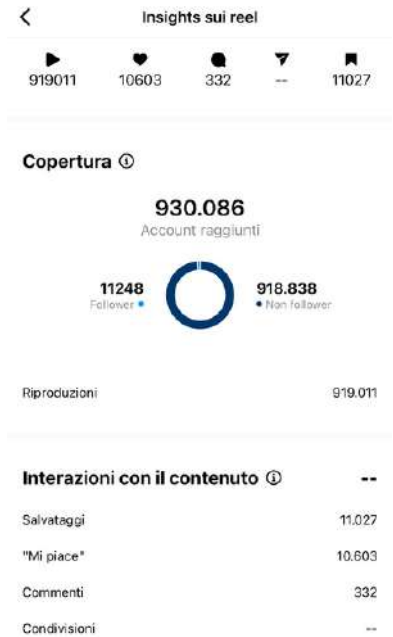 Insights sui reel
919011 10603 332 -- 11027
Copertura
930.086
Account raggiunti
11248 918.838
Follower Non follower
Riproduzioni 919.011
Interazioni con il contenuto --
Salvataggi 11.027
"Mi piace" 10.603
Commenti 332
Condivisioni --